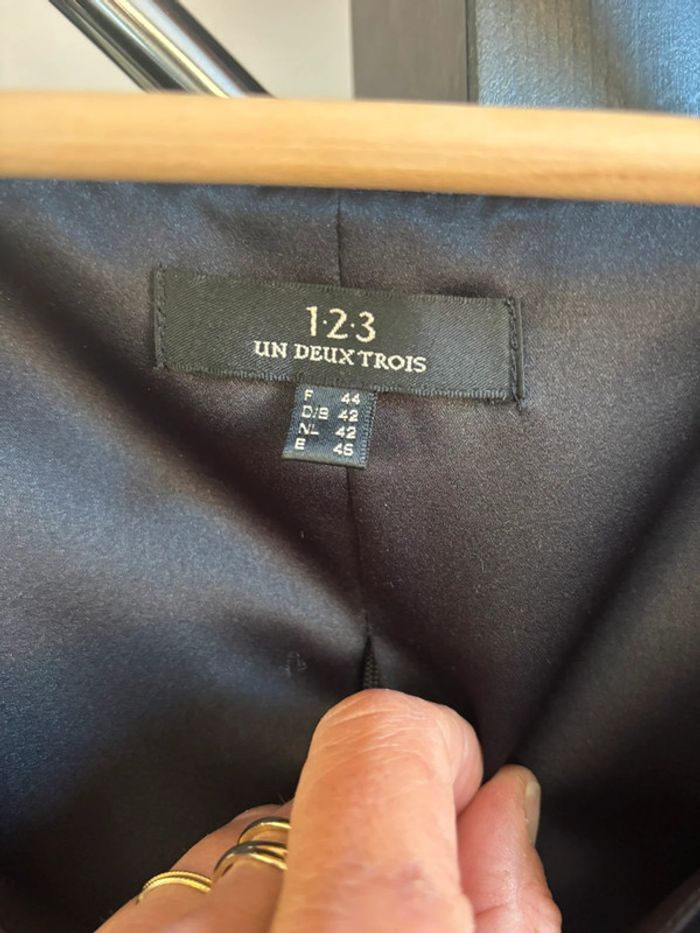 1·2·3
UN DEUX TROIS
F 44
D/B 42
NL 42
E 46